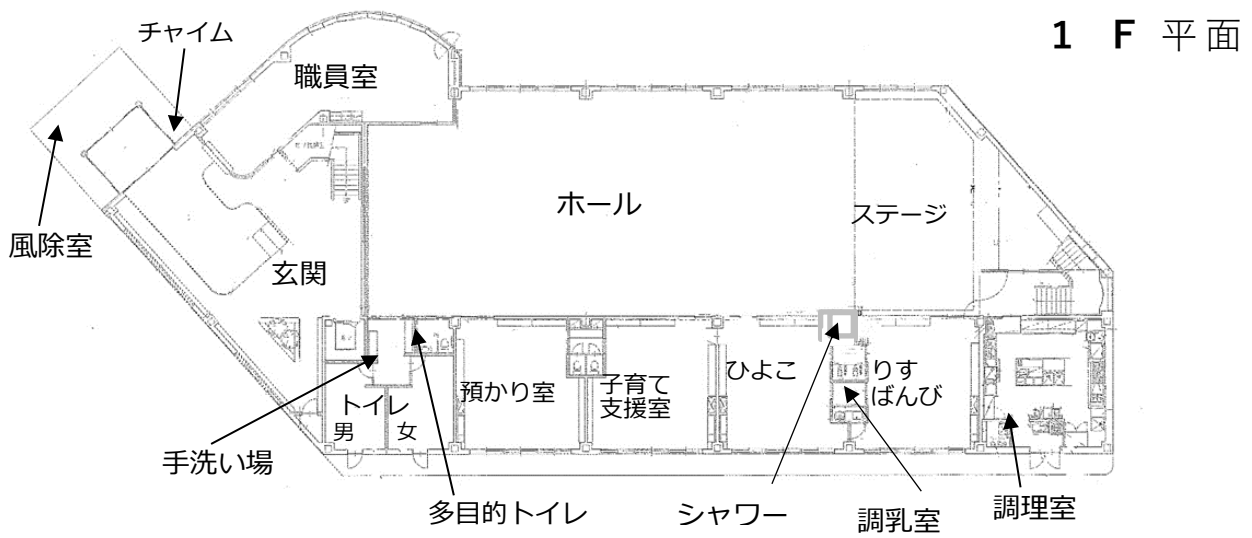 1 F 平面
チャイム
職員室
風除室
玄関
ホール
ステージ
トイレ
男 女
手洗い場
多目的トイレ
預かり室
子育て
支援室
ひよこ
りす
ばんび
シャワー
調乳室
調理室